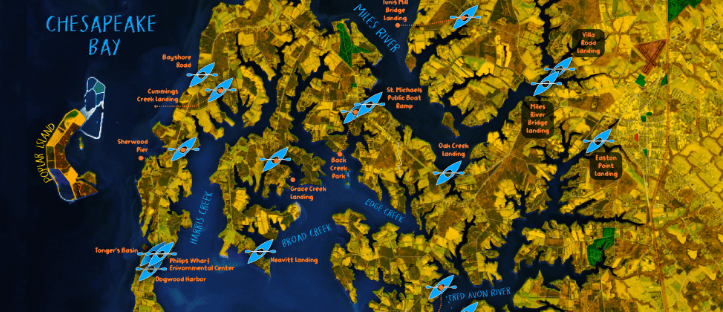 CHESAPEAKE
BAY
Tunis Mill
Bridge
landing
MILES RIVER
Villa
Road
landing
Bayshore
Road
Cummings
Creek landing
St. Michaels
Public Boat
Ramp
Miles
River
Bridge
landing
POPLAR ISLAND
Sherwood
Pier
Back
Creek
Park
Oak Creek
landing
Easton
Point
landing
Grace Creek
landing
HARRIS CREEK
EDGE CREEK
BROAD CREEK
Tonger's Basin
Philips Wharf
Environmental Center
Dogwood Harbor
Neavitt landing
TRED AVON RIVER